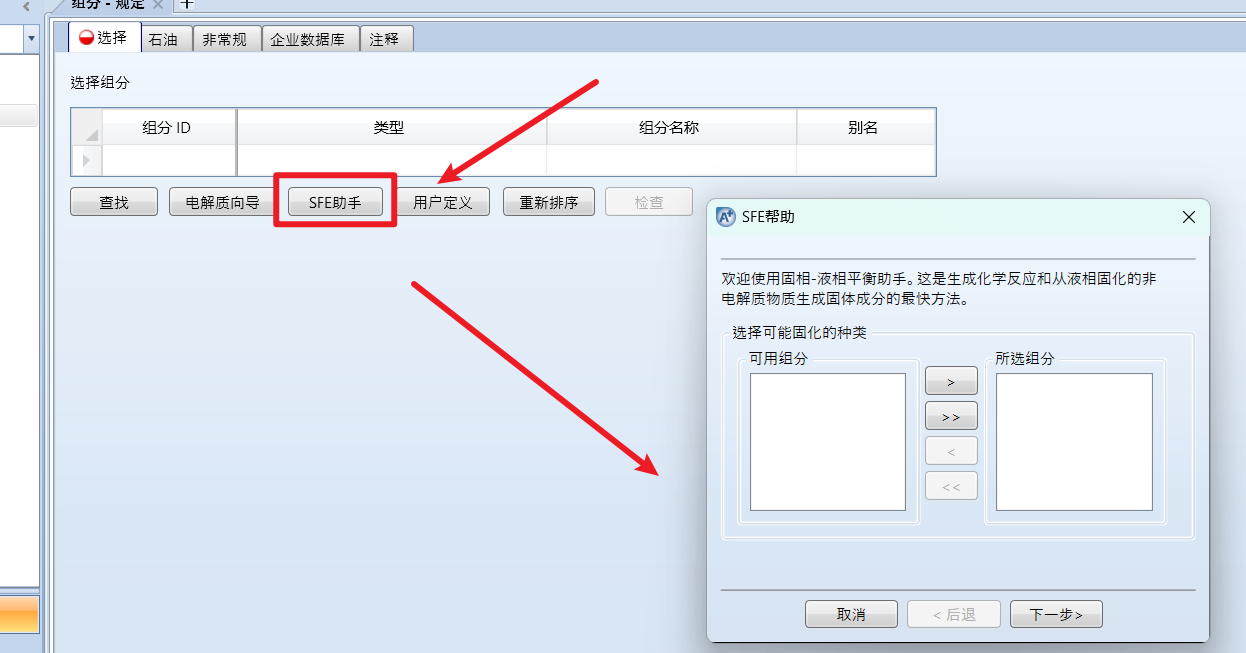 组分 - 规定
选择 石油 非常规 企业数据库 注释
选择组分
组分 ID 类型 组分名称 别名
查找 电解质向导 SFE助手 用户定义 重新排序 检查
SFE帮助
欢迎使用固相-液相平衡助手。这是生成化学反应和从液相固化的非
电解质物质生成固体成分的最快方法。
选择可能固化的种类
可用组分 所选组分
>
>>
<
<<
取消 < 后退 下一步>